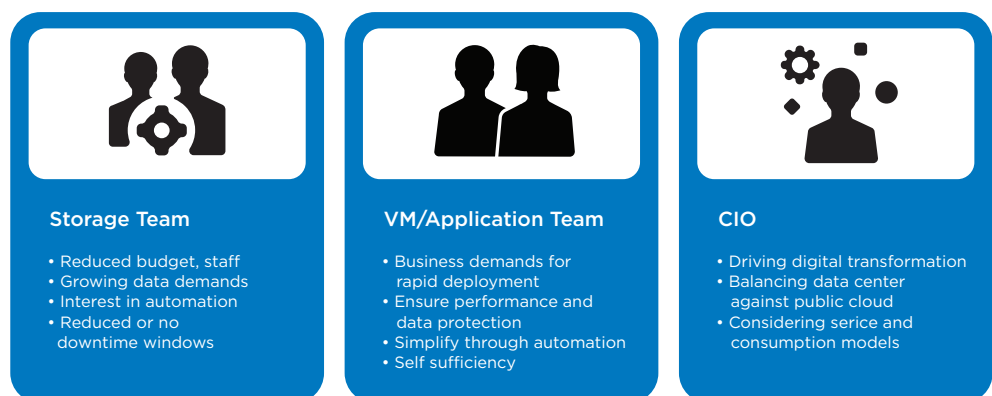 Storage Team
• Reduced budget, staff
• Growing data demands
• Interest in automation
• Reduced or no
downtime windows
VM/Application Team
• Business demands for
rapid deployment
• Ensure performance and
data protection
• Simplify through automation
• Self sufficiency
CIO
• Driving digital transformation
• Balancing data center
against public cloud
• Considering serice and
consumption models